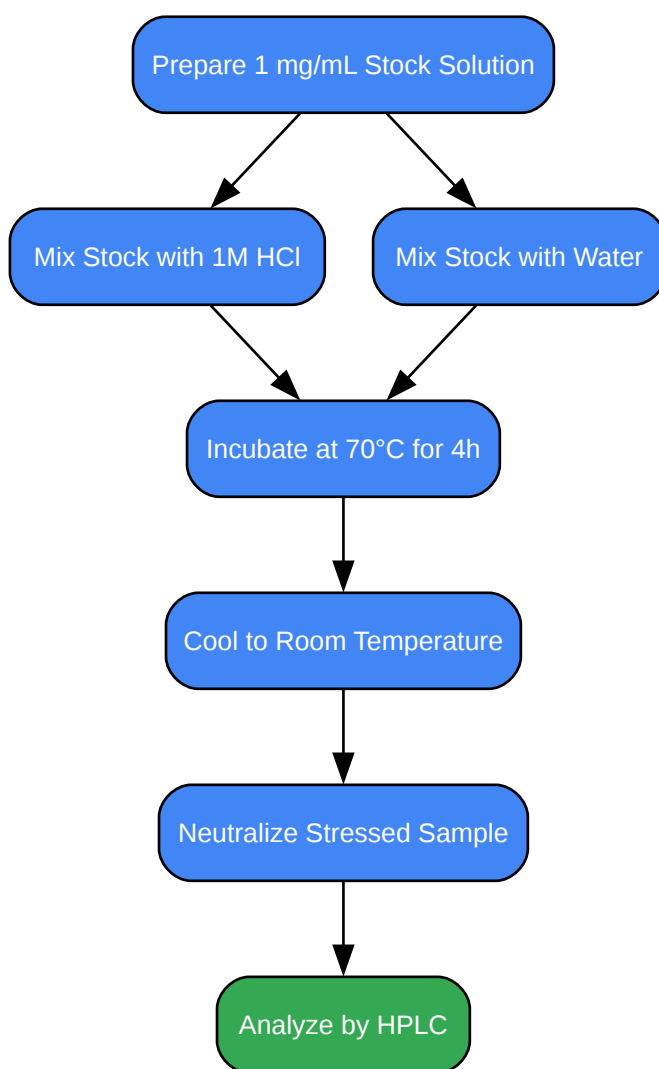 Prepare 1 mg/mL Stock Solution
Mix Stock with 1M HCl
Mix Stock with Water
Incubate at 70°C for 4h
Cool to Room Temperature
Neutralize Stressed Sample
Analyze by HPLC